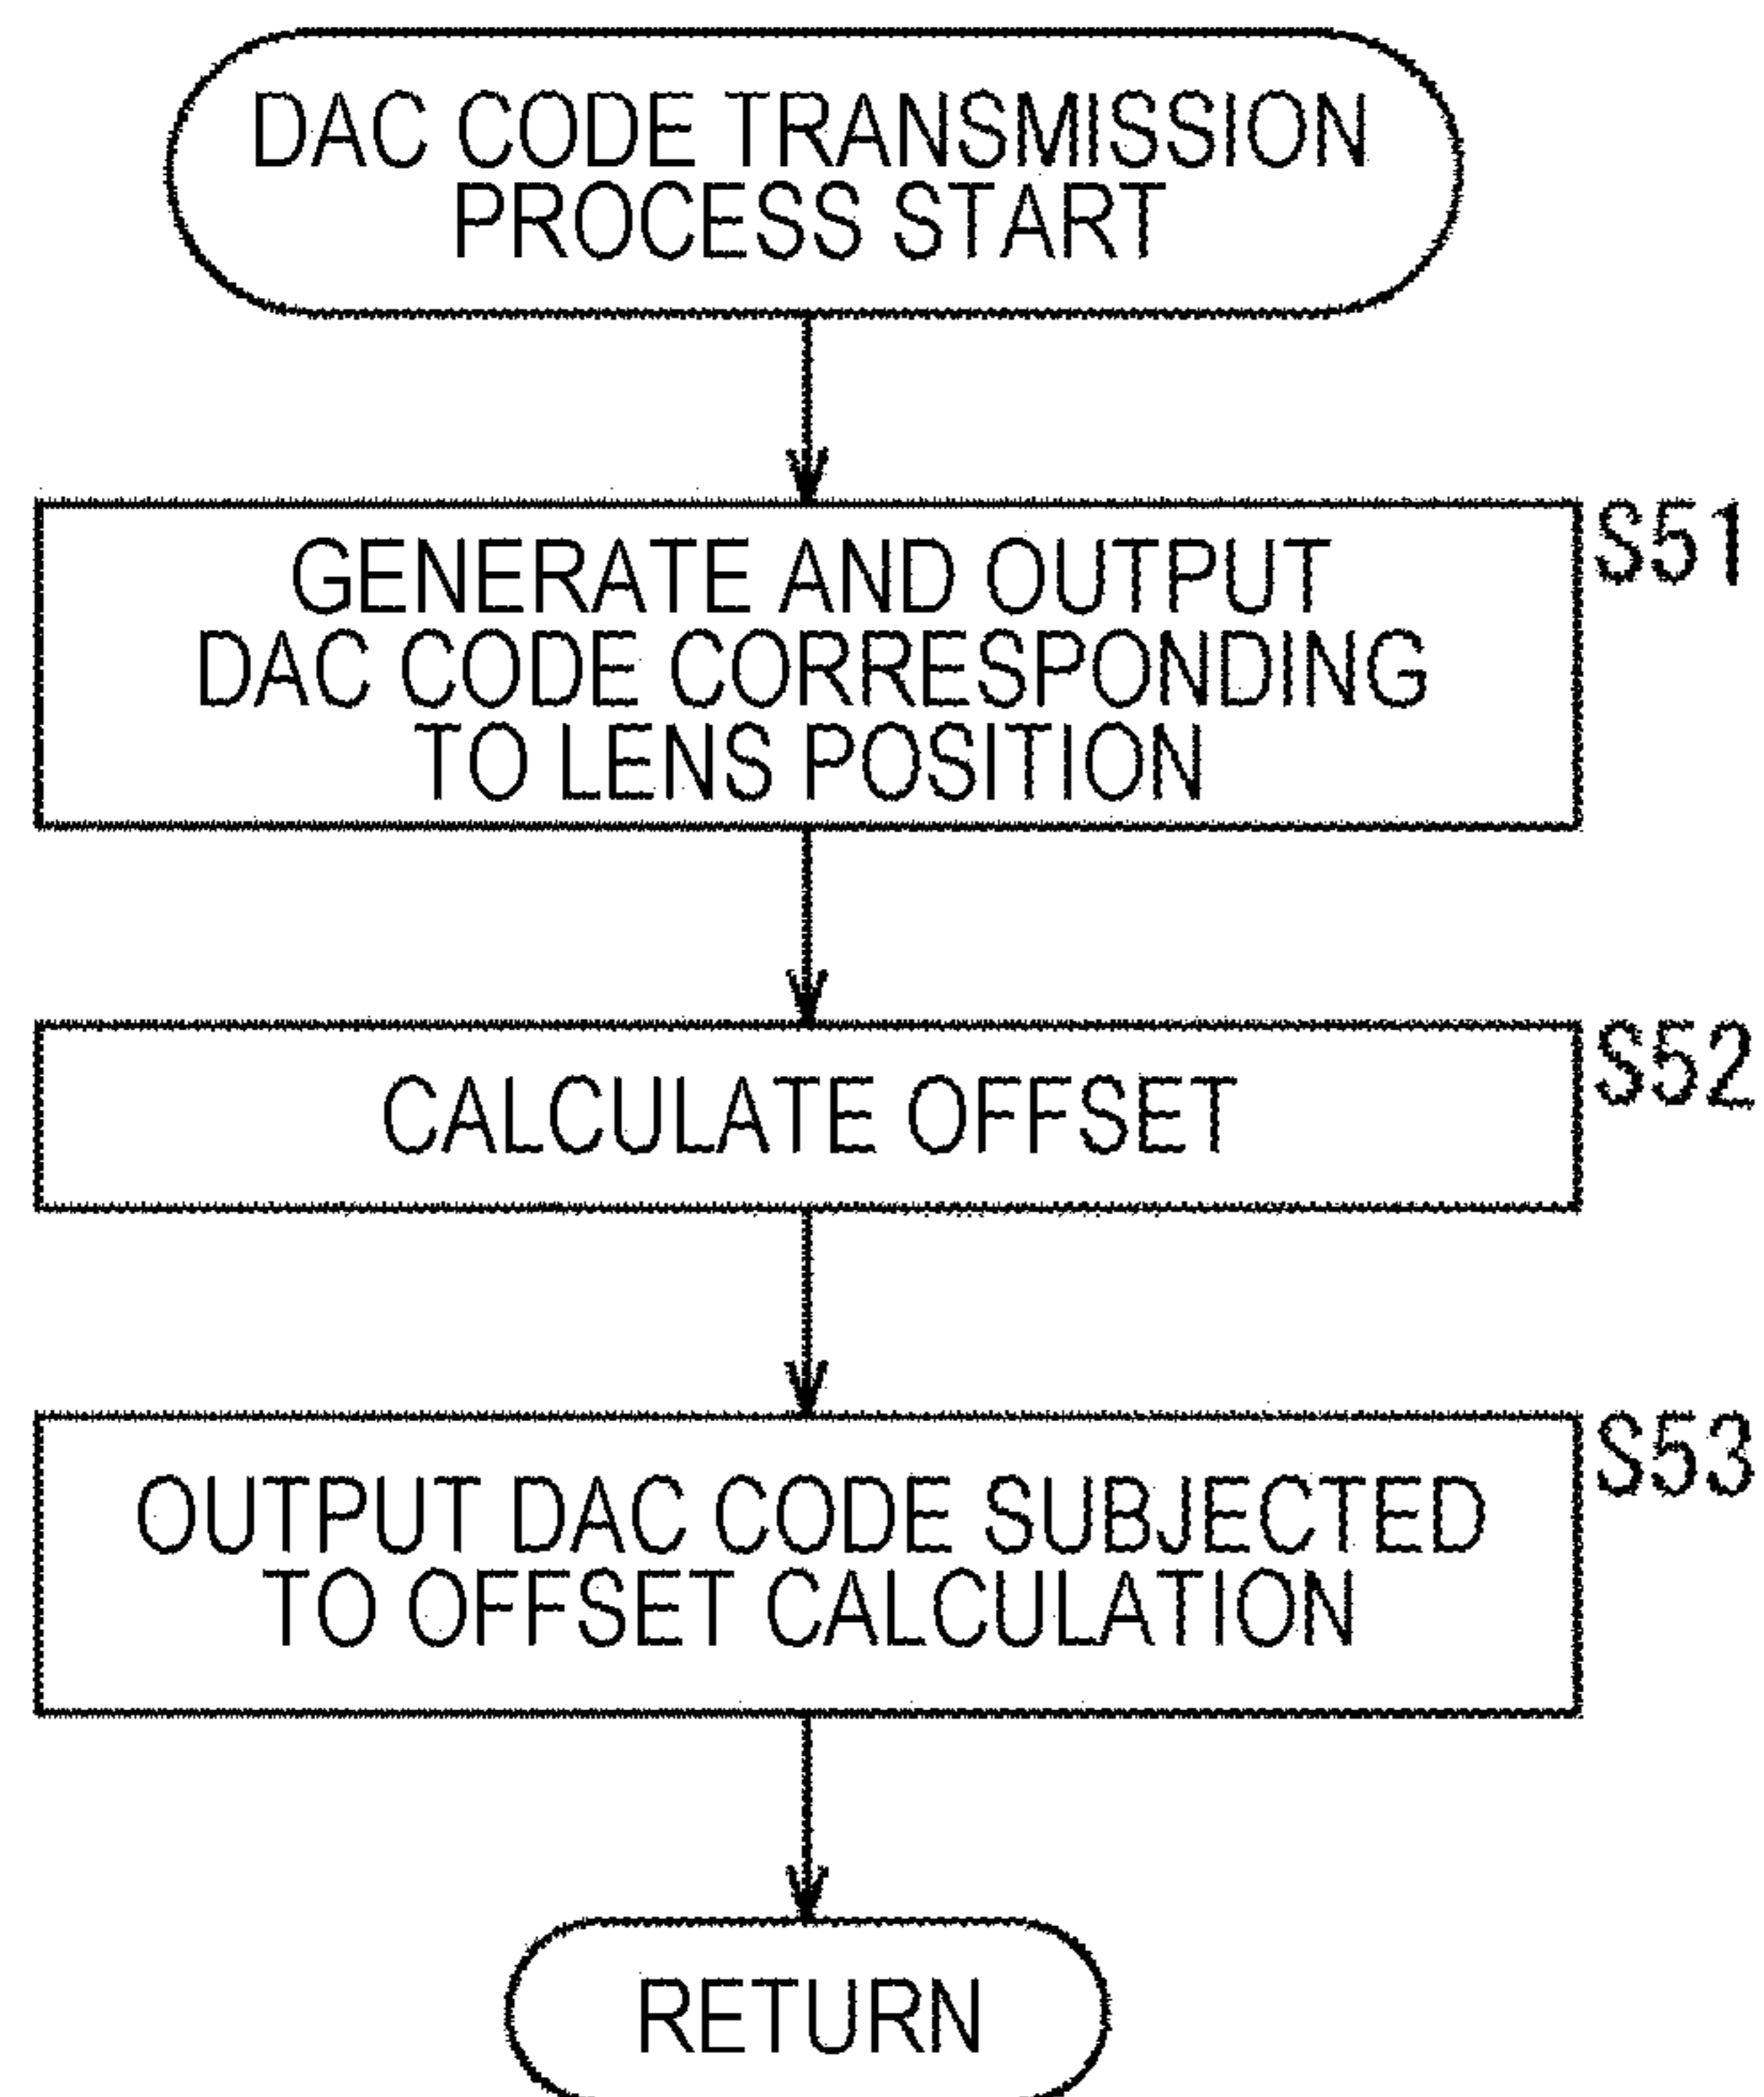 DAC CODE TRANSMISSION
PROCESS START
GENERATE AND OUTPUT
DAC CODE CORRESPONDING
TO LENS POSITION
S51
CALCULATE OFFSET
S52
OUTPUT DAC CODE SUBJECTED
TO OFFSET CALCULATION
S53
RETURN